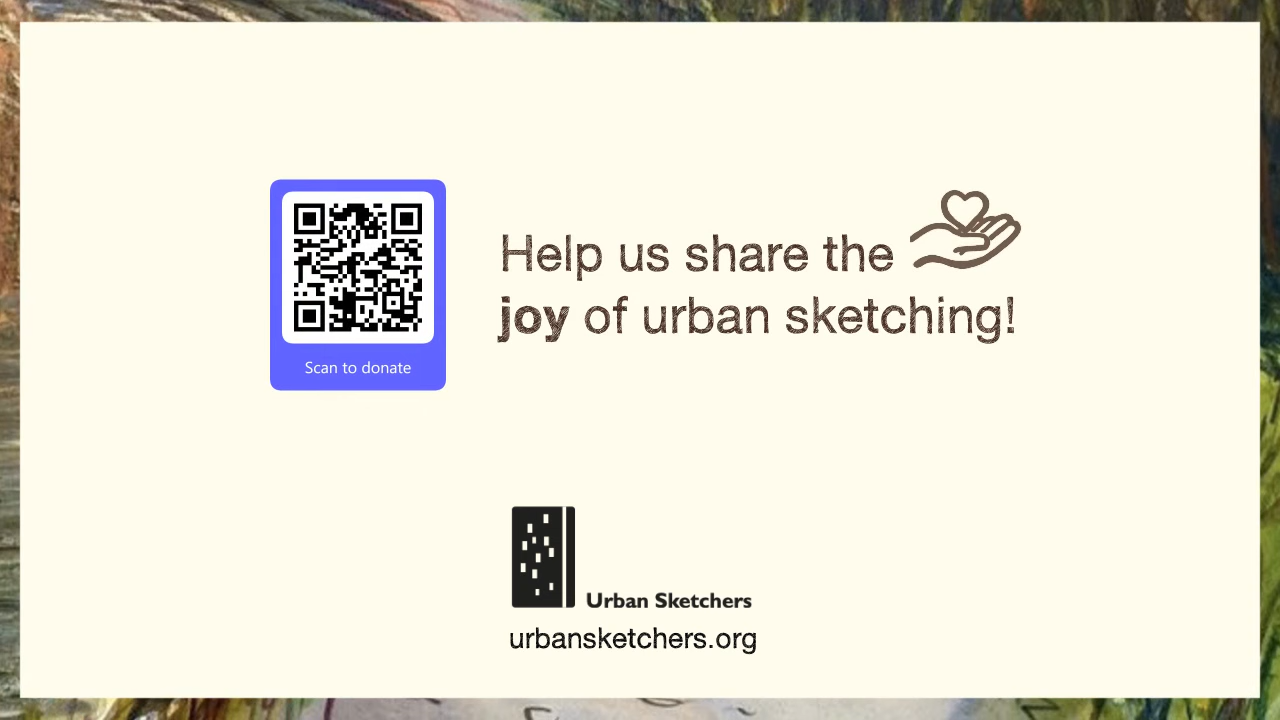 Help us share the
joy of urban sketching!
Scan to donate
Urban Sketchers
urbansketchers.org